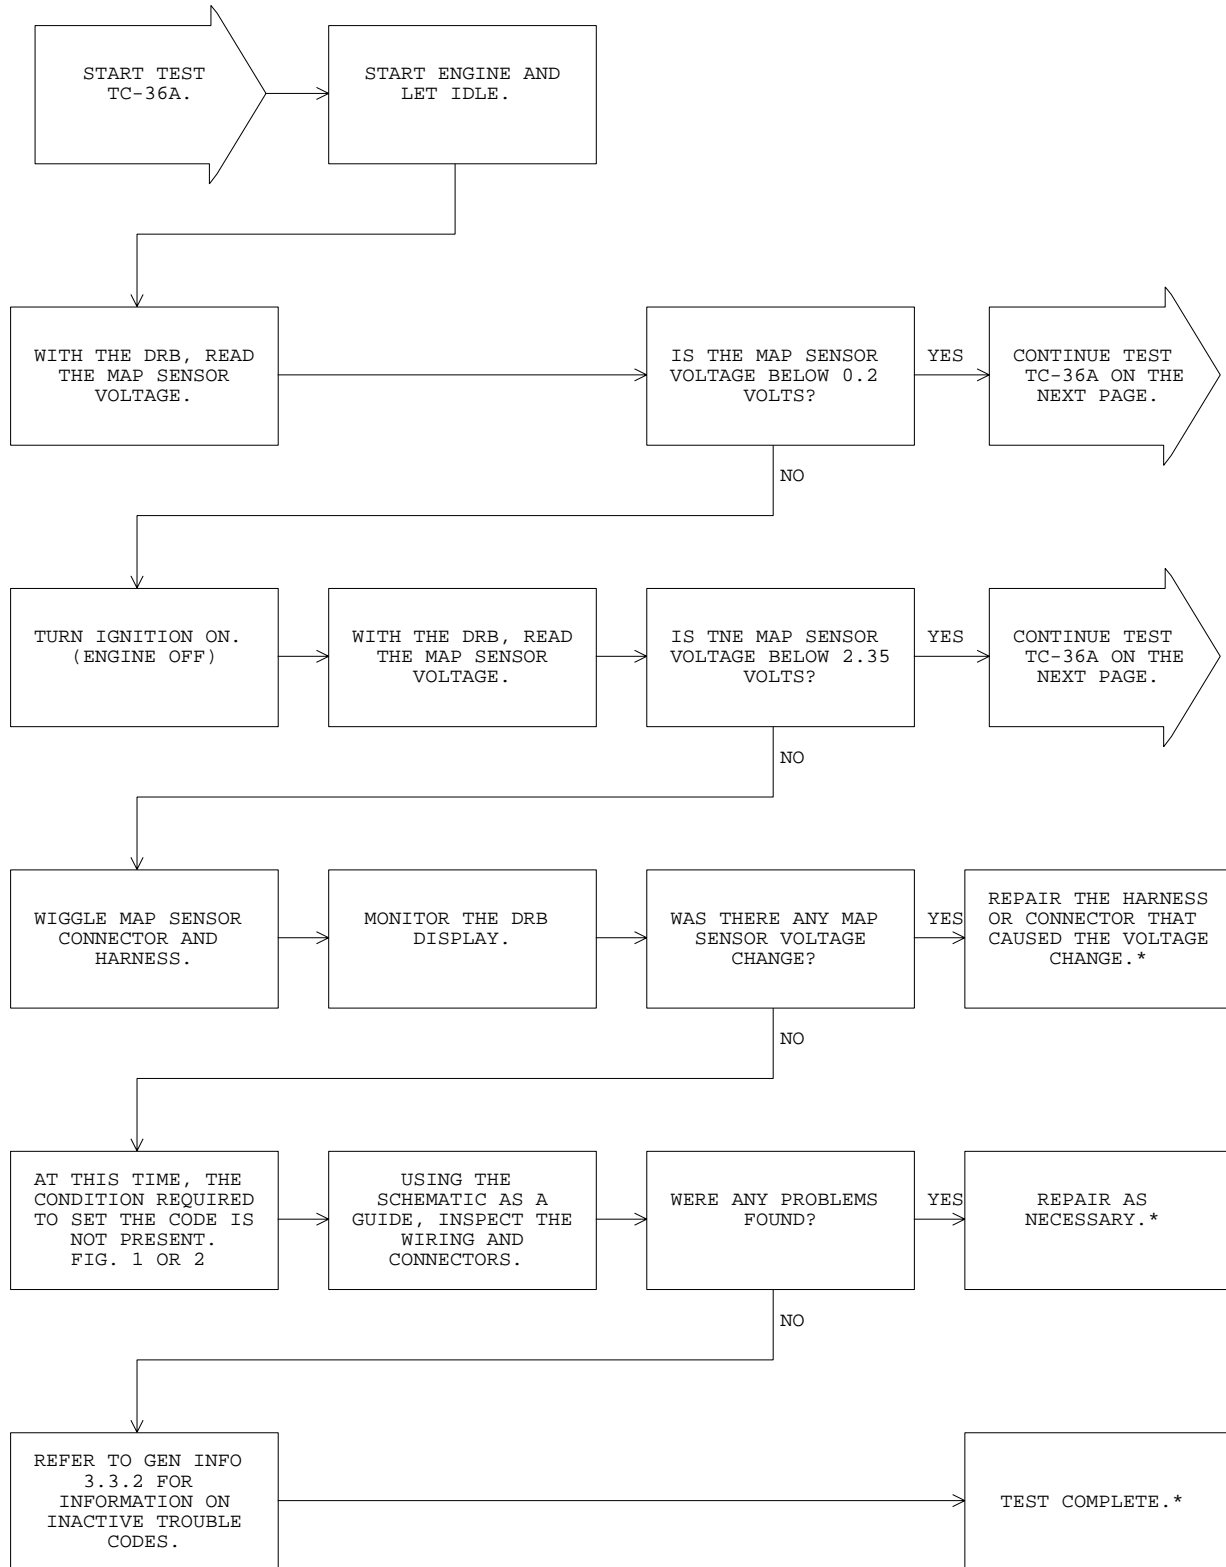 START TEST
TC-36A.
START ENGINE AND
LET IDLE.
WITH THE DRB, READ
THE MAP SENSOR
VOLTAGE.
IS THE MAP SENSOR
VOLTAGE BELOW 0.2
VOLTS?
YES
CONTINUE TEST
TC-36A ON THE
NEXT PAGE.
NO
TURN IGNITION ON.
(ENGINE OFF)
WITH THE DRB, READ
THE MAP SENSOR
VOLTAGE.
IS TNE MAP SENSOR
VOLTAGE BELOW 2.35
VOLTS?
YES
CONTINUE TEST
TC-36A ON THE
NEXT PAGE.
NO
WIGGLE MAP SENSOR
CONNECTOR AND
HARNESS.
MONITOR THE DRB
DISPLAY.
WAS THERE ANY MAP
SENSOR VOLTAGE
CHANGE?
YES
REPAIR THE HARNESS
OR CONNECTOR THAT
CAUSED THE VOLTAGE
CHANGE.*
NO
AT THIS TIME, THE
CONDITION REQUIRED
TO SET THE CODE IS
NOT PRESENT.
FIG. 1 OR 2
USING THE
SCHEMATIC AS A
GUIDE, INSPECT THE
WIRING AND
CONNECTORS.
WERE ANY PROBLEMS
FOUND?
YES
REPAIR AS
NECESSARY.*
NO
REFER TO GEN INFO
3.3.2 FOR
INFORMATION ON
INACTIVE TROUBLE
CODES.
TEST COMPLETE.*